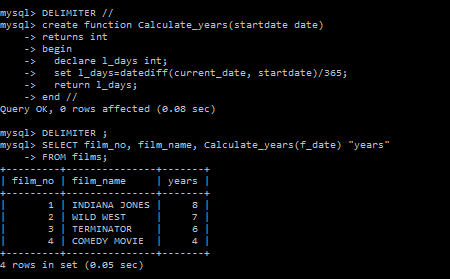 mysql> DELIMITER //
mysql> create function Calculate_years(startdate date)
    -> returns int
    -> begin
    ->   declare l_days int;
    ->   set l_days=datediff(current_date, startdate)/365;
    ->   return l_days;
    -> end //
Query OK, 0 rows affected (0.08 sec)

mysql> DELIMITER ;
mysql> SELECT film_no, film_name, Calculate_years(f_date) "years"
    -> FROM films;
+---------+---------------+-------+
| film_no | film_name     | years |
+---------+---------------+-------+
|       1 | INDIANA JONES |     8 |
|       2 | WILD WEST     |     7 |
|       3 | TERMINATOR    |     6 |
|       4 | COMEDY MOVIE  |     4 |
+---------+---------------+-------+
4 rows in set (0.05 sec)